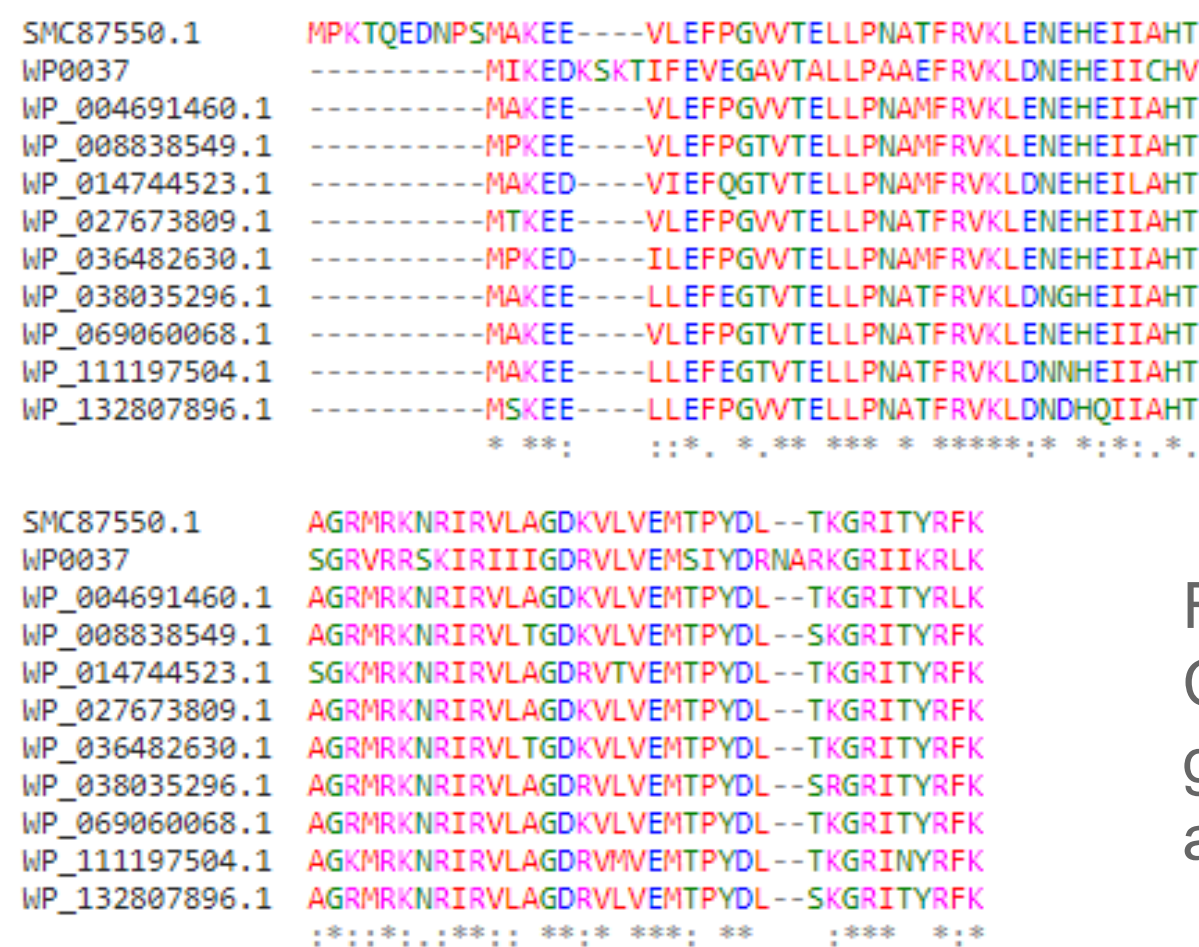 SMC87550.1 MPKTQEDNPSMAKEE----VLEFPGVVTELLPNATFRVKLENEHEIIAHT
WP0037 ----------MIKEDKSKTIFEVEGAVTALLPAAEFRVKLDNEHEIICHV
WP_004691460.1 ----------MAKEE----VLEFPGVVTELLPNAMFRVKLENEHEIIAHT
WP_008838549.1 ----------MPKEE----VLEFPGTVTELLPNAMFRVKLENEHEIIAHT
WP_014744523.1 ----------MAKED----VIEFQGTVTELLPNAMFRVKLDNEHEILAHT
WP_027673809.1 ----------MTKEE----VLEFPGVVTELLPNATFRVKLENEHEIIAHT
WP_036482630.1 ----------MPKED----ILEFPGVVTELLPNAMFRVKLENEHEIIAHT
WP_038035296.1 ----------MAKEE----LLEFEGTVTELLPNATFRVKLDNGHEIIAHT
WP_069060068.1 ----------MAKEE----VLEFPGTVTELLPNATFRVKLENEHEIIAHT
WP_111197504.1 ----------MAKEE----LLEFEGTVTELLPNATFRVKLDNNHEIIAHT
WP_132807896.1 ----------MSKEE----LLEFPGVVTELLPNATFRVKLDNDHQIIAHT
* **:    ::*. *.** *** * *****:* *:*:.*.
SMC87550.1 AGRMRKNRIRVLAGDKVLVEMTPYDL--TKGRITYRFK
WP0037 SGRVRRSKIRIIIGDRVLVEMSIYDRNARKGRIIKRLK
WP_004691460.1 AGRMRKNRIRVLAGDKVLVEMTPYDL--TKGRITYRLK
WP_008838549.1 AGRMRKNRIRVLTGDKVLVEMTPYDL--SKGRITYRFK
WP_014744523.1 SGKMRKNRIRVLAGDRVTVEMTPYDL--TKGRITYRFK
WP_027673809.1 AGRMRKNRIRVLAGDKVLVEMTPYDL--TKGRITYRFK
WP_036482630.1 AGRMRKNRIRVLTGDKVLVEMTPYDL--TKGRITYRFK
WP_038035296.1 AGRMRKNRIRVLAGDKVLVEMTPYDL--SRGRITYRFK
WP_069060068.1 AGRMRKNRIRVLAGDKVLVEMTPYDL--TKGRITYRFK
WP_111197504.1 AGKMRKNRIRVLAGDRVMVEMTPYDL--TKGRINYRFK
WP_132807896.1 AGRMRKNRIRVLAGDRVLVEMTPYDL--SKGRITYRFK
:*::*:.:**:: **:* ***: **    :***  *:*